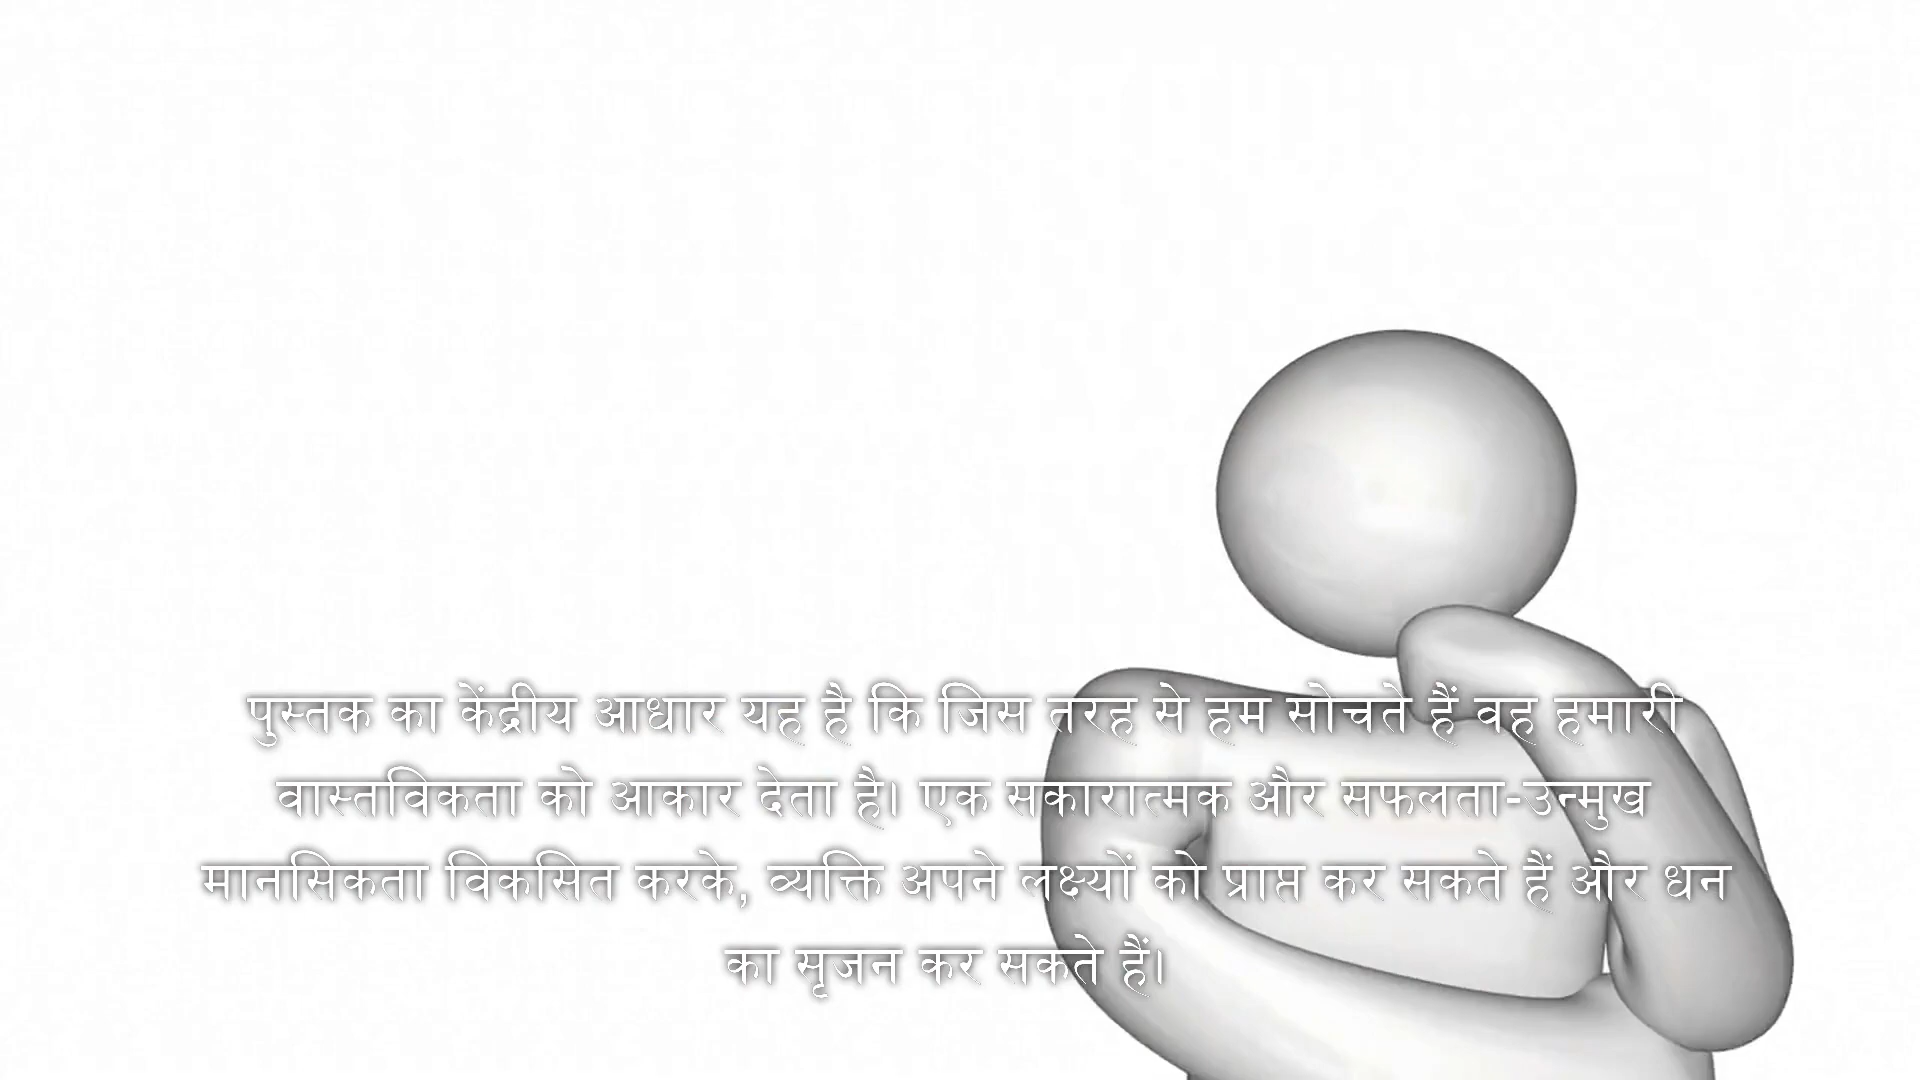 पुस्तक का केंद्रीय आधार यह है कि जिस तरह से हम सोचते हैं वह हमारी
वास्तविकता को आकार देता है। एक सकारात्मक और सफलता-उन्मुख
मानसिकता विकसित करके, व्यक्ति अपने लक्ष्यों को प्राप्त कर सकते हैं और धन
का सृजन कर सकते हैं।